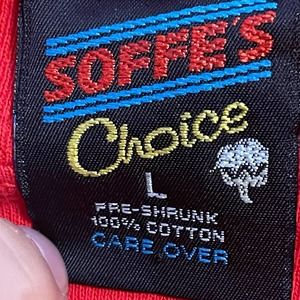 SOFFE'S
Choice
L
PRE-SHRUNK
100% COTTON
CARE OVER